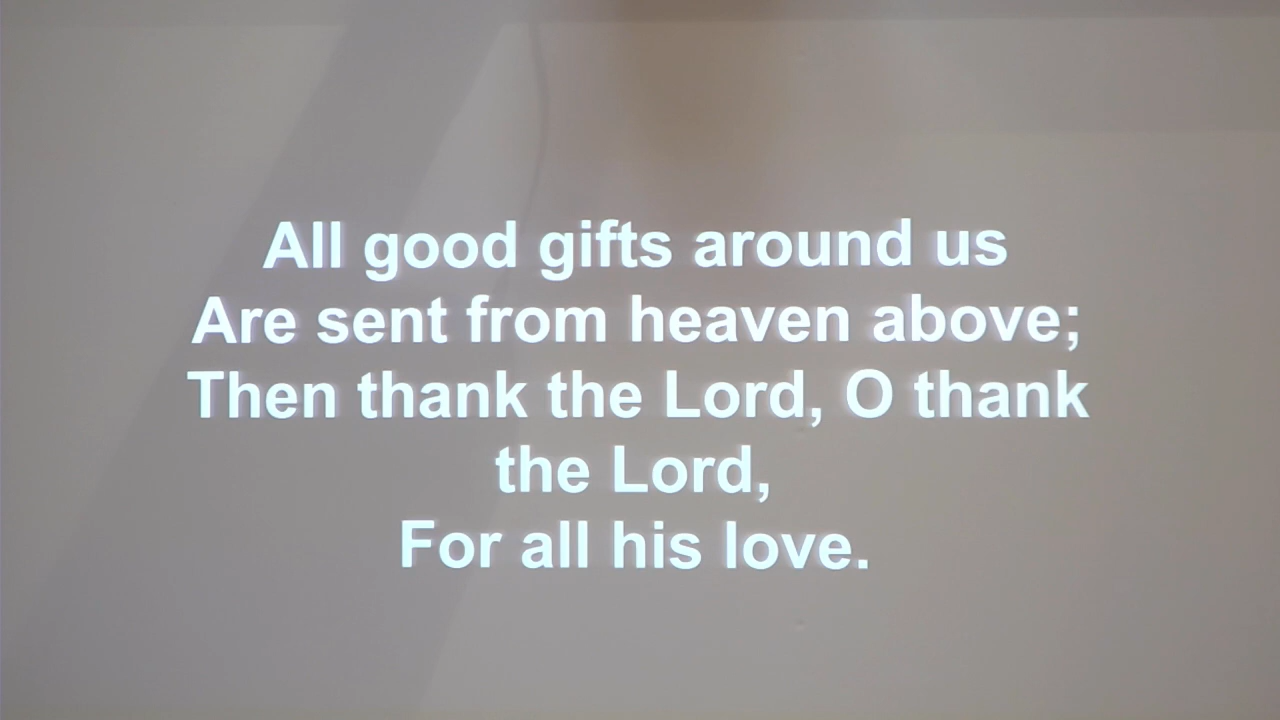 All good gifts around us
Are sent from heaven above;
Then thank the Lord, O thank
the Lord,
For all his love.